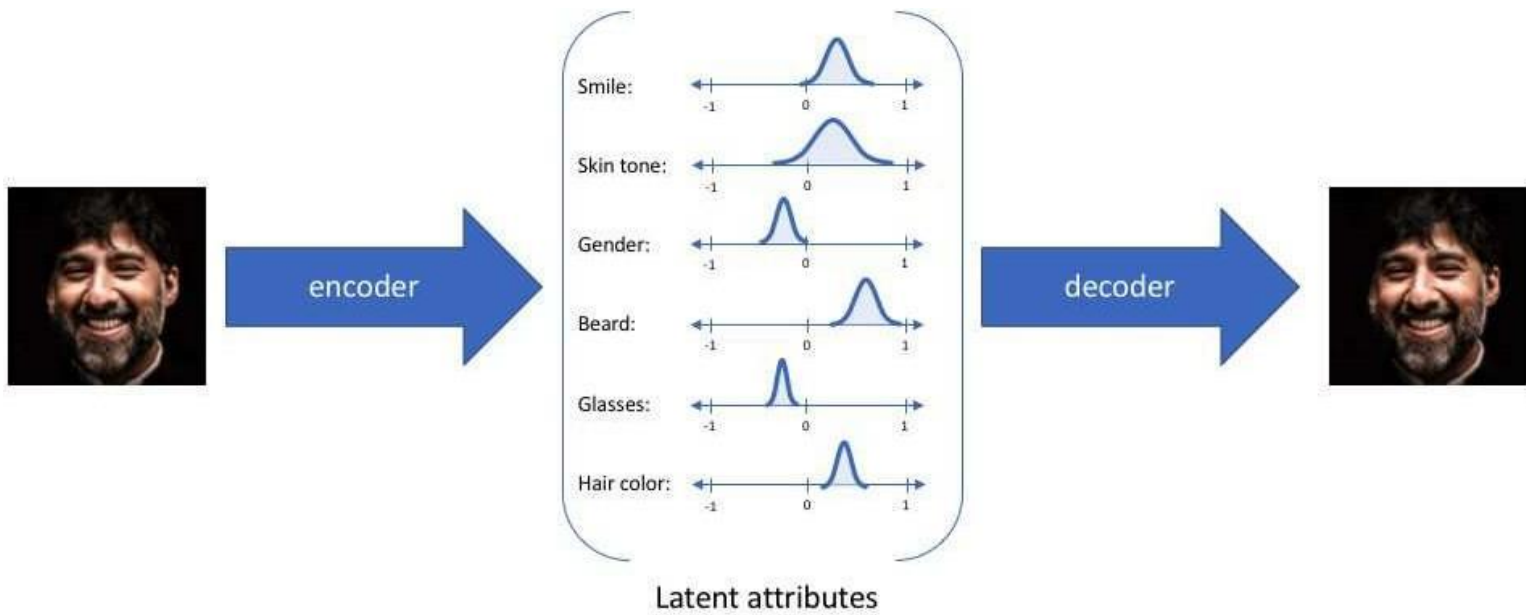 Smile:
-1 0 1
Skin tone:
-1 0 1
Gender:
-1 0 1
encoder
decoder
Beard:
-1 0 1
Glasses:
-1 0 1
Hair color:
-1 0 1
Latent attributes